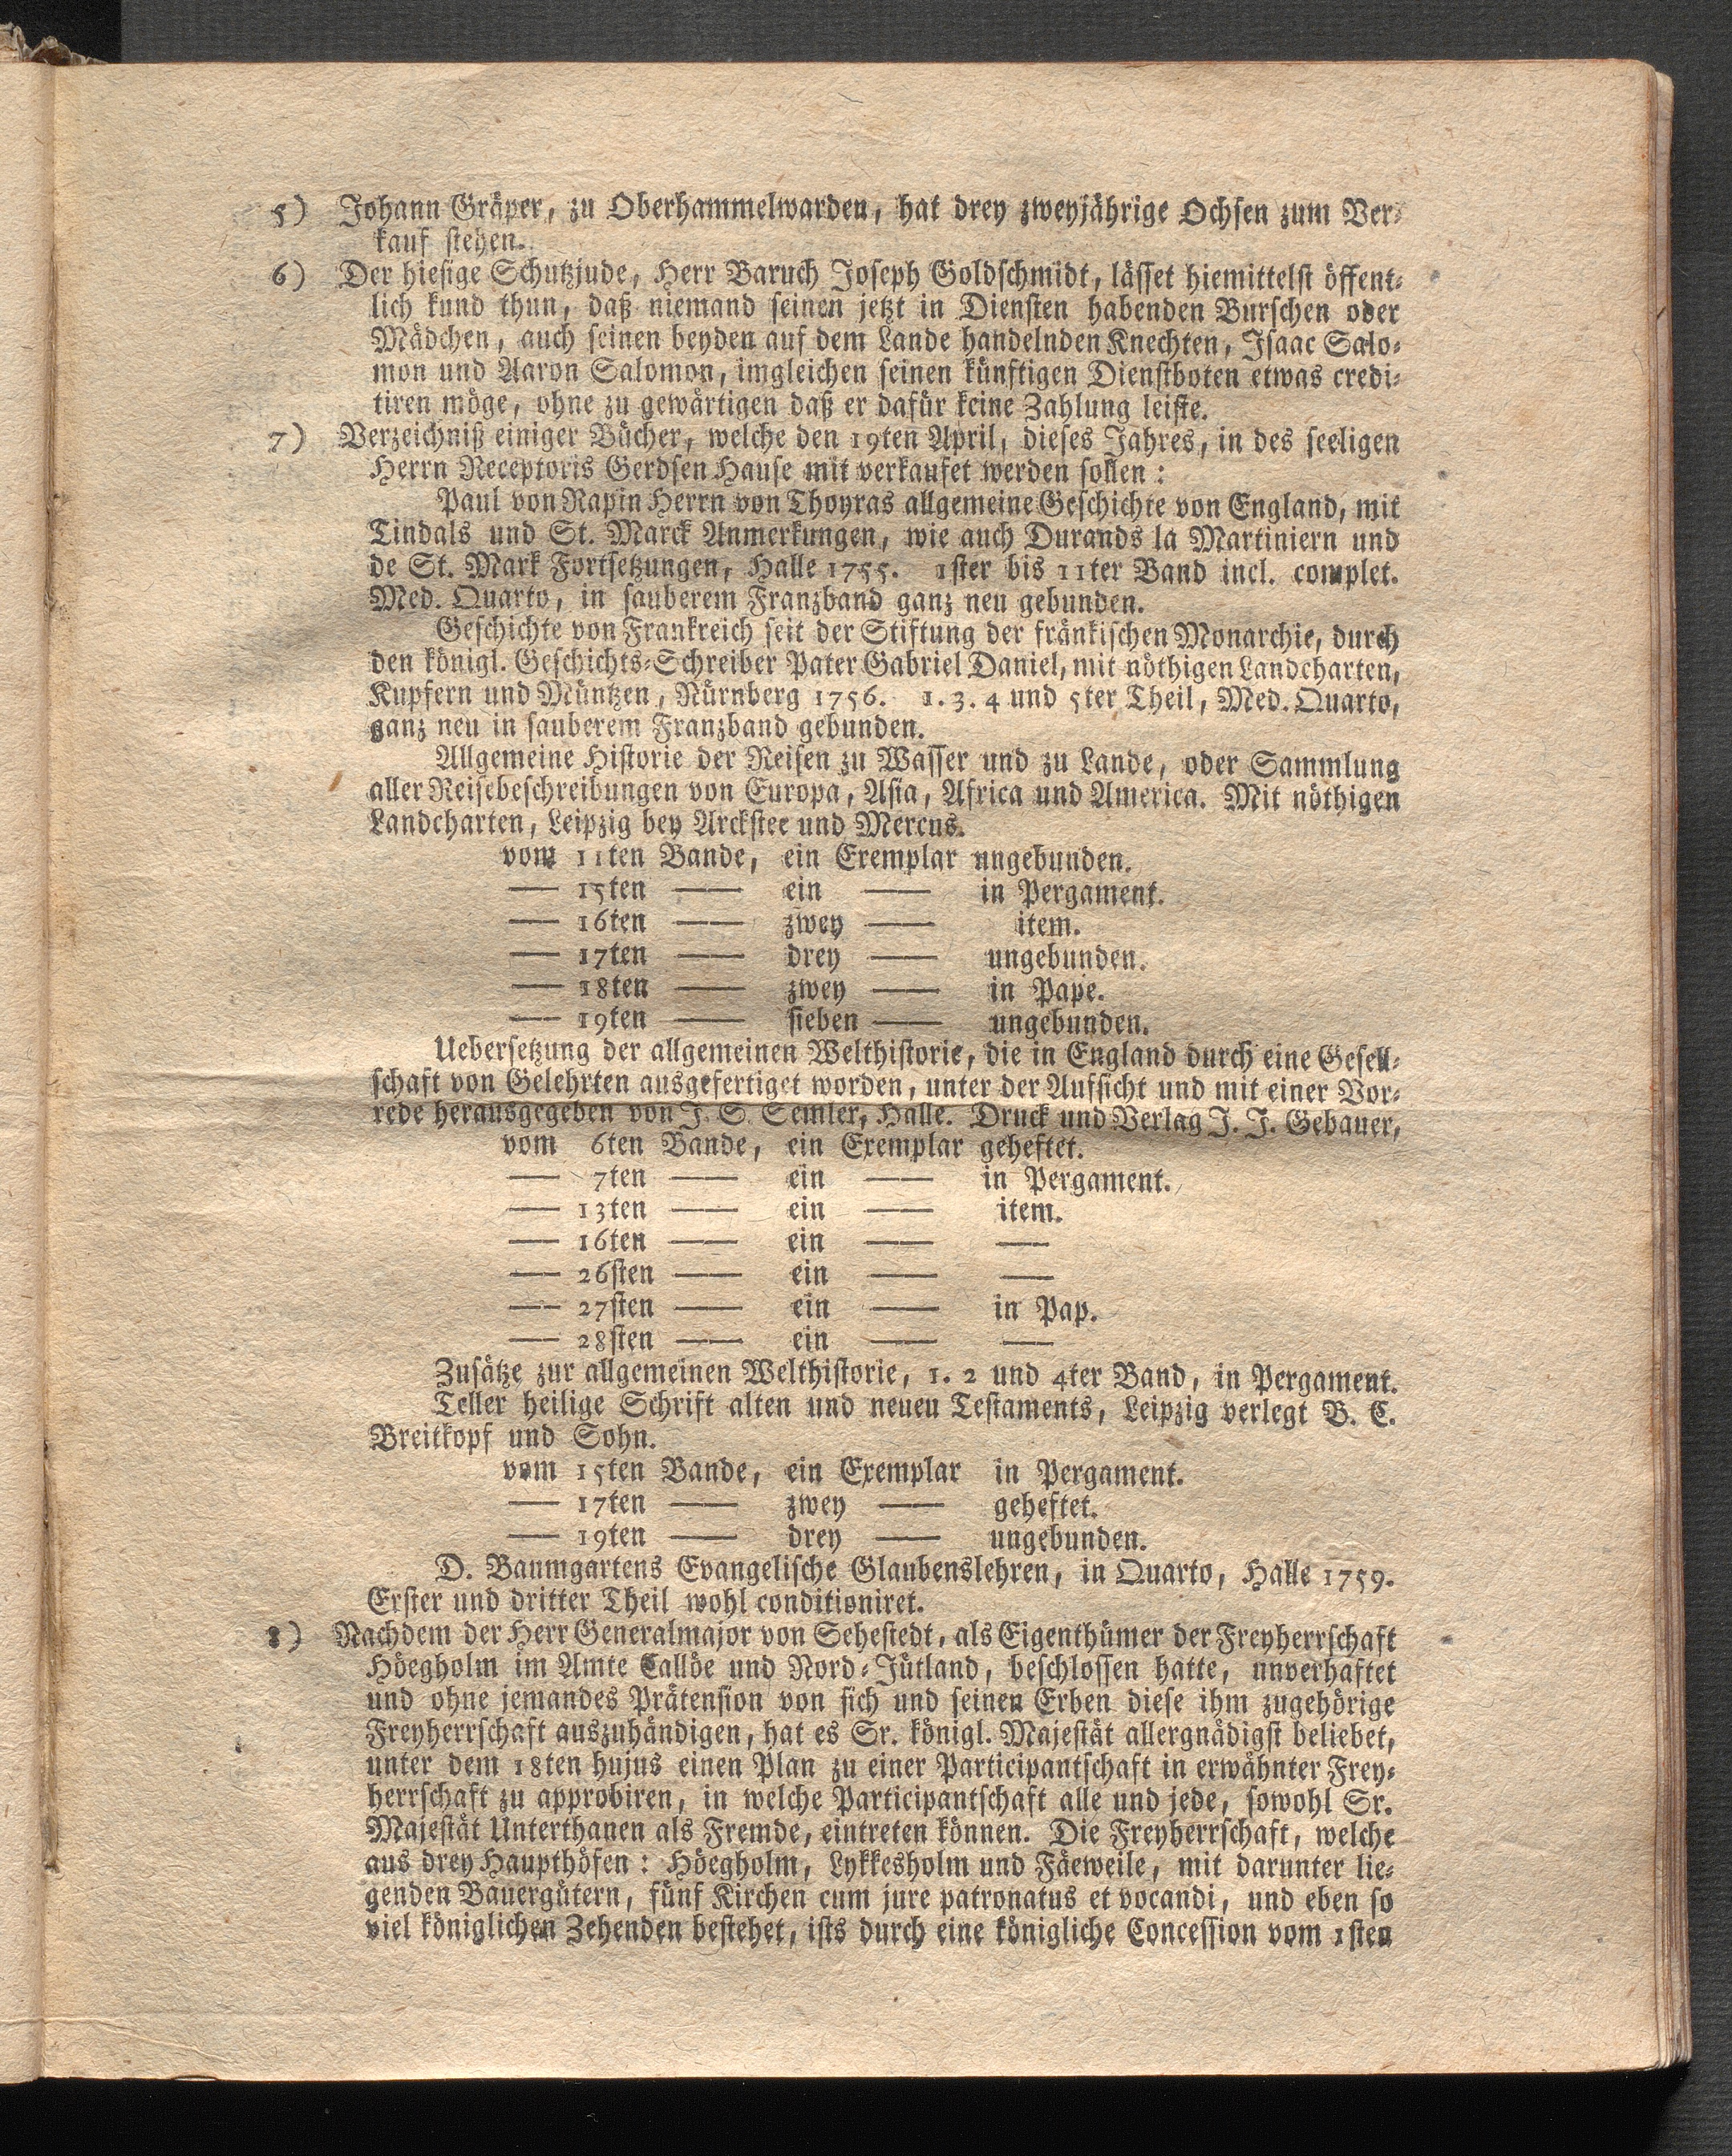 5) Johann Gräper, zu Oberhammelwarden, hat drey zweyjährige Ochsen zum Ver-
kauf stehen.
6) Der hiesige Schutzjude, Herr Baruch Joseph Goldschmidt, lässet hiemittelst öffent-
lich kund thun, daß niemand seinen jetzt in Diensten habenden Burschen oder
Mädchen, auch seinen beyden auf dem Lande handelnden Knechten, Isaac Salo-
mon und Aaron Salomon, imgleichen seinen künftigen Dienstboten etwas credi-
tiren möge, ohne zu gewärtigen daß er dafür keine Zahlung leiste.
7) Verzeichniß einiger Bücher, welche den 19ten April, dieses Jahres, in des seeligen
Herrn Receptoris Gerdsen Hause mit verkaufet werden sollen:
Paul von Rapin Herrn von Thoyras allgemeine Geschichte von England, mit
Tindals und St. Marck Anmerkungen, wie auch Durands la Martiniern und
de St. Mark Fortsetzungen, Halle 1755. 1ster bis 11ter Band incl. complet.
Med. Quarto, in sauberem Franzband ganz neu gebunden.
Geschichte von Frankreich seit der Stiftung der fränkischen Monarchie, durch
den königl. Geschichts-Schreiber Pater Gabriel Daniel, mit nöthigen Landcharten,
Kupfern und Müntzen, Nürnberg 1756. 1. 3. 4 und 5ter Theil, Med. Quarto,
ganz neu in sauberem Franzband gebunden.
Allgemeine Historie der Reisen zu Wasser und zu Lande, oder Sammlung
aller Reisebeschreibungen von Europa, Asia, Africa und America. Mit nöthigen
Landcharten, Leipzig bey Arckstee und Mercus.
vom 11ten Bande, ein Exemplar ungebunden.
— 15ten — ein — in Pergament.
— 16ten — zwey — item.
— 17ten — drey — ungebunden.
— 18ten — zwey — in Pape.
— 19ten — sieben — ungebunden.
Uebersetzung der allgemeinen Welthistorie, die in England durch eine Gesell-
schaft von Gelehrten ausgefertiget worden, unter der Aufsicht und mit einer Vor-
rede herausgegeben von J. S. Semler, Halle. Druck und Verlag J. J. Gebauer,
vom 6ten Bande, ein Exemplar geheftet.
— 7ten — ein — in Pergament.
— 13ten — ein — item.
— 16ten — ein — —
— 26sten — ein — —
— 27sten — ein — in Pap.
— 28sten — ein — —
Zusätze zur allgemeinen Welthistorie, 1. 2 und 4ter Band, in Pergament.
Teller heilige Schrift alten und neuen Testaments, Leipzig verlegt B. C.
Breitkopf und Sohn.
vom 15ten Bande, ein Exemplar in Pergament.
— 17ten — zwey — geheftet.
— 19ten — drey — ungebunden.
D. Baumgartens Evangelische Glaubenslehren, in Quarto, Halle 1759.
Erster und dritter Theil wohl conditioniret.
8) Nachdem der Herr Generalmajor von Sehestedt, als Eigenthümer der Freyherrschaft
Höegholm im Amte Callöe und Nord-Jütland, beschlossen hatte, unverhaftet
und ohne jemandes Prätension von sich und seinen Erben diese ihm zugehörige
Freyherrschaft auszuhändigen, hat es Sr. königl. Majestät allergnädigst beliebet,
unter dem 18ten hujus einen Plan zu einer Participantschaft in erwähnter Frey-
herrschaft zu approbiren, in welche Participantschaft alle und jede, sowohl Sr.
Majestät Unterthanen als Fremde, eintreten können. Die Freyherrschaft, welche
aus drey Haupthöfen: Höegholm, Lykkesholm und Fäeweile, mit darunter lie-
genden Bauergütern, fünf Kirchen cum jure patronatus et vocandi, und eben so
viel königlichen Zehenden bestehet, ists durch eine königliche Concession vom 1sten